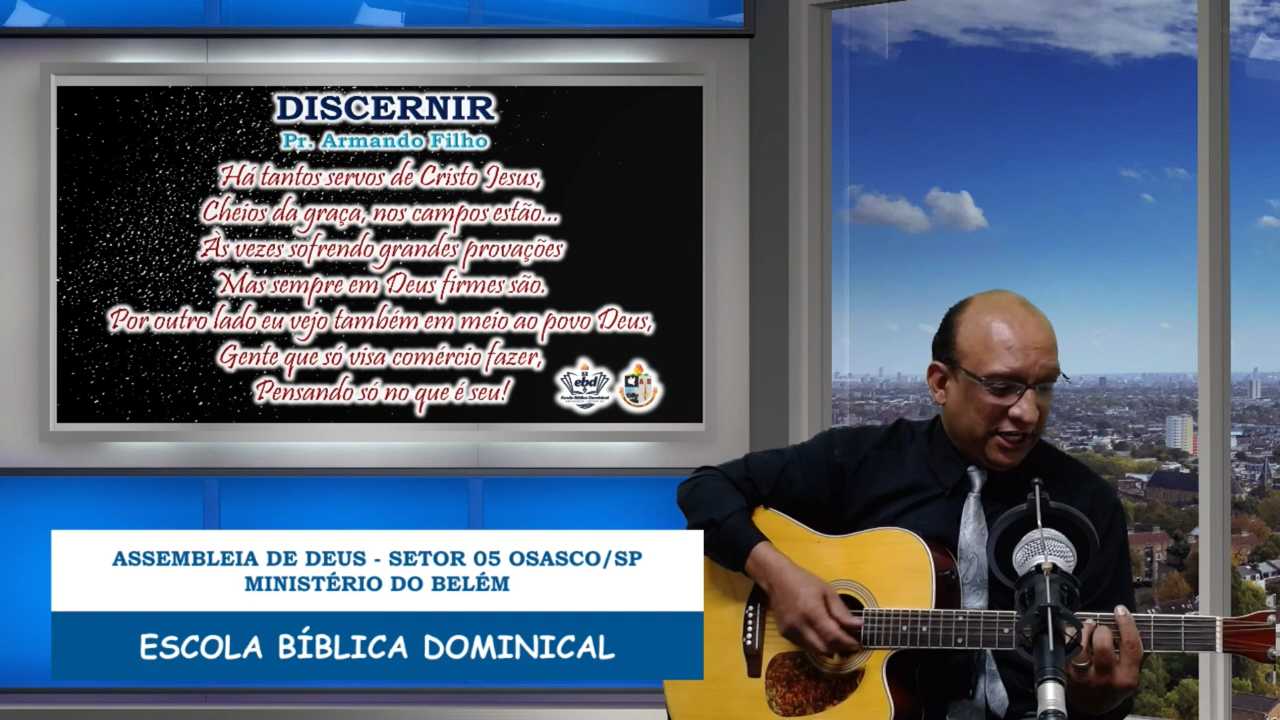 DISCERNIR
Pr. Armando Filho
Há tantos servos de Cristo Jesus,
Cheios da graça, nos campos estão...
Às vezes sofrendo grandes provações
Mas sempre em Deus firmes são.
Por outro lado eu vejo também em meio ao povo Deus,
Gente que só visa comércio fazer,
Pensando só no que é seu!
ebd
Escola Bíblica Dominical
ASSEMBLEIA DE DEUS - SETOR 05 OSASCO/SP
MINISTÉRIO DO BELÉM
ESCOLA BÍBLICA DOMINICAL